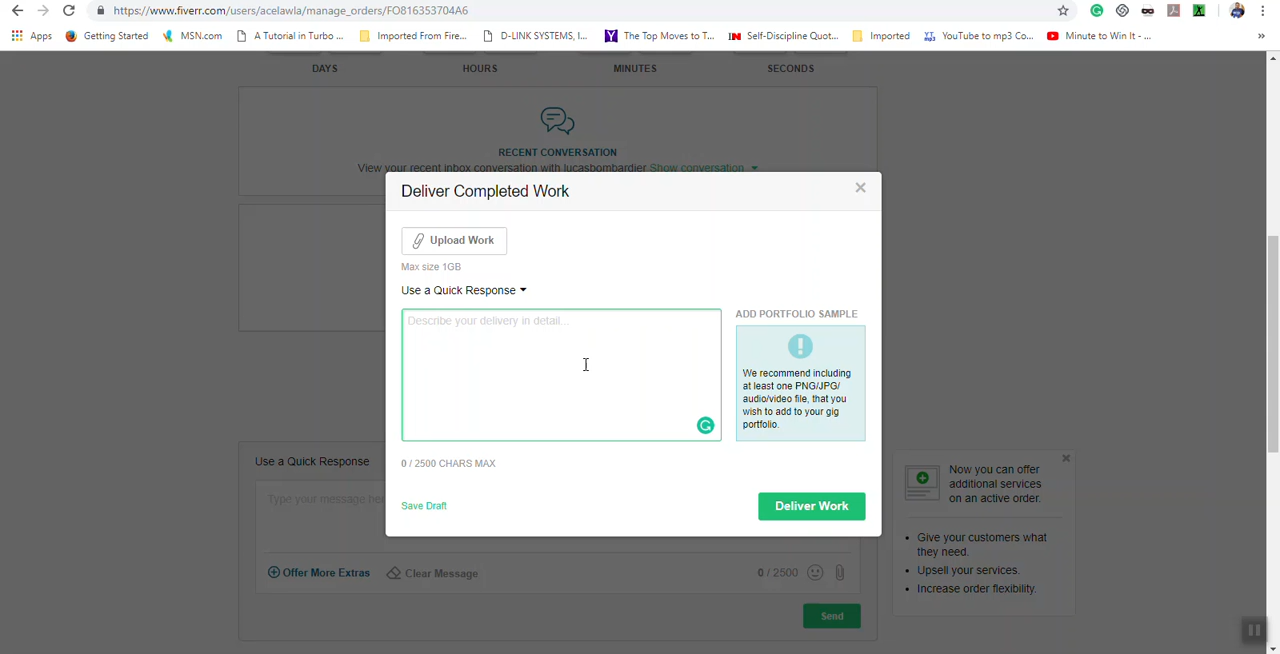 https://www.fiverr.com/users/acelawla/manage_orders/FO816353704A6
Apps Getting Started MSN.com A Tutorial in Turbo ... Imported From Fire... D-LINK SYSTEMS, I... The Top Moves to T... Self-Discipline Quot... Imported YouTube to mp3 Co... Minute to Win It - ... »
DAYS HOURS MINUTES SECONDS
RECENT CONVERSATION
View your recent inbox conversation with lucasbombardier Show conversation
Deliver Completed Work
Upload Work
Max size 1GB
Use a Quick Response
Describe your delivery in detail...
ADD PORTFOLIO SAMPLE
We recommend including
at least one PNG/JPG/
audio/video file, that you
wish to add to your gig
portfolio.
0 / 2500 CHARS MAX
Save Draft
Deliver Work
Use a Quick Response
Type your message her
Offer More Extras Clear Message 0 / 2500
Send
Now you can offer
additional services
on an active order.
• Give your customers what
they need.
• Upsell your services.
• Increase order flexibility.